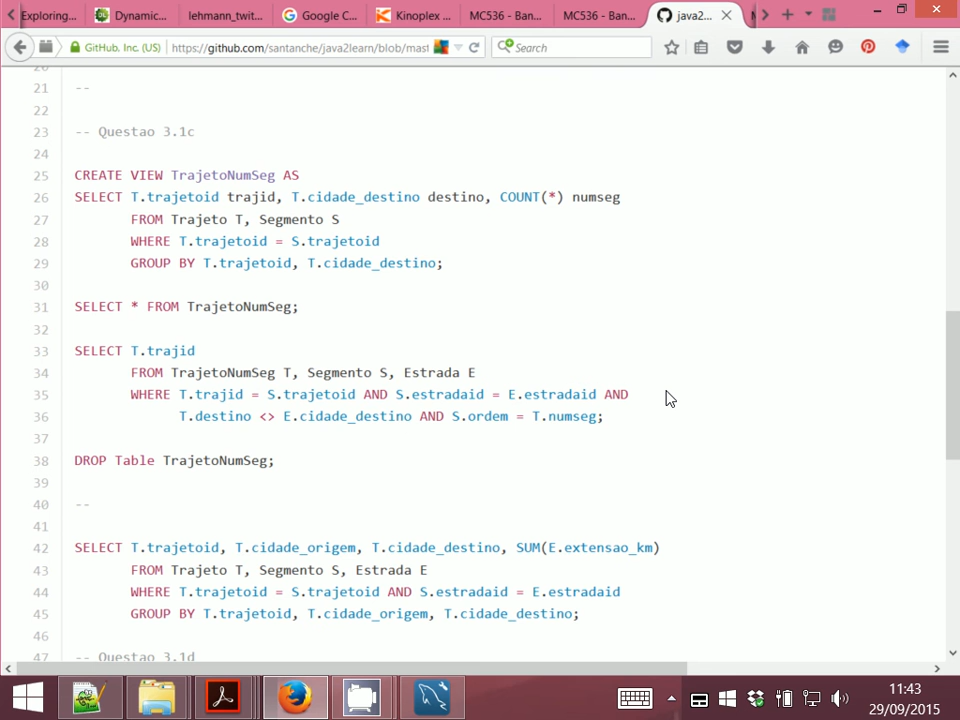 Exploring...
Dynamic...
lehmann_twit...
Google C...
Kinoplex ...
MC536 - Ban...
MC536 - Ban...
java2...
GitHub, Inc. (US)
https://github.com/santanche/java2learn/blob/mast
Search
20
21 --
22
23 -- Questao 3.1c
24
25 CREATE VIEW TrajetoNumSeg AS
26 SELECT T.trajetoid trajid, T.cidade_destino destino, COUNT(*) numseg
27 FROM Trajeto T, Segmento S
28 WHERE T.trajetoid = S.trajetoid
29 GROUP BY T.trajetoid, T.cidade_destino;
30
31 SELECT * FROM TrajetoNumSeg;
32
33 SELECT T.trajid
34 FROM TrajetoNumSeg T, Segmento S, Estrada E
35 WHERE T.trajid = S.trajetoid AND S.estradaid = E.estradaid AND
36 T.destino <> E.cidade_destino AND S.ordem = T.numseg;
37
38 DROP Table TrajetoNumSeg;
39
40 --
41
42 SELECT T.trajetoid, T.cidade_origem, T.cidade_destino, SUM(E.extensao_km)
43 FROM Trajeto T, Segmento S, Estrada E
44 WHERE T.trajetoid = S.trajetoid AND S.estradaid = E.estradaid
45 GROUP BY T.trajetoid, T.cidade_origem, T.cidade_destino;
46
47 -- Questao 3.1d
11:43
29/09/2015